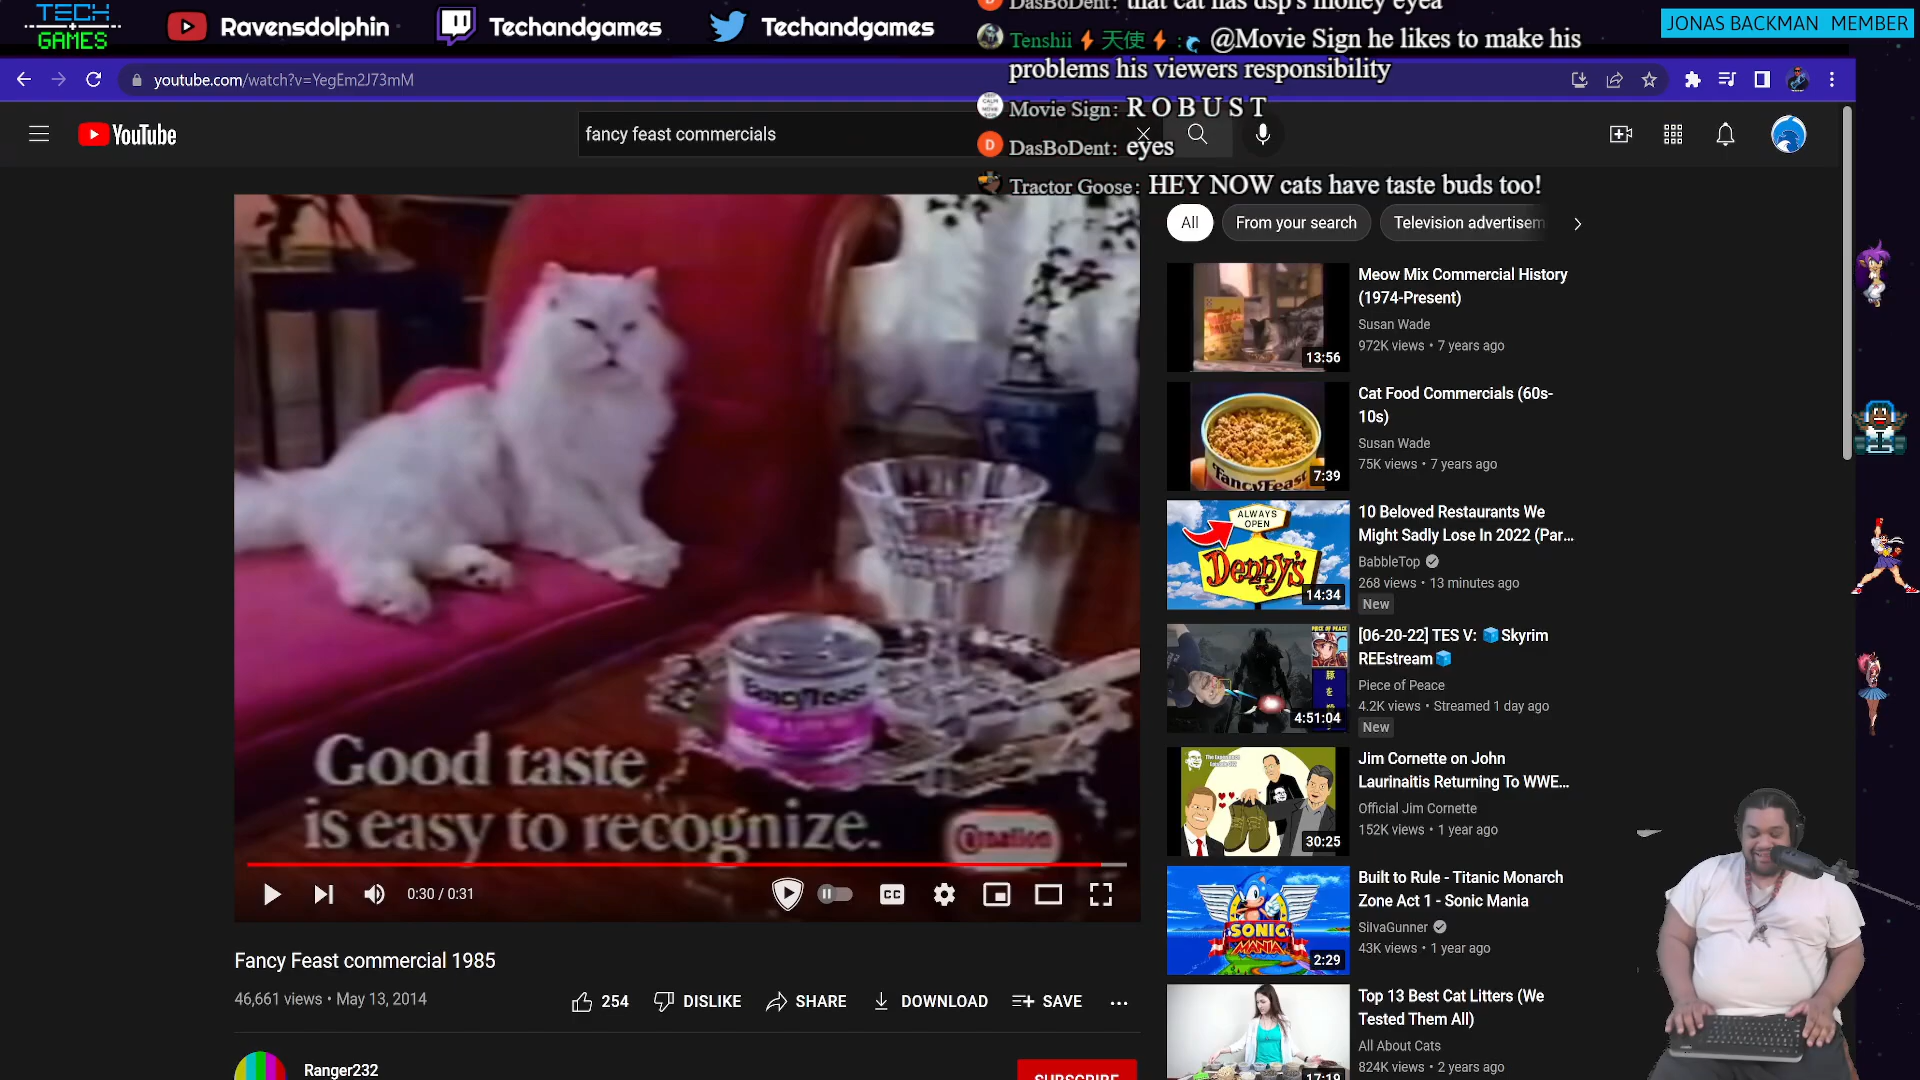 TECH
GAMES
Ravensdolphin
Techandgames
Techandgames
DasBoDent: that cat has dsp's money eyea
Tenshii⚡天使⚡: @Movie Sign he likes to make his
problems his viewers responsibility
Movie Sign: R O B U S T
DasBoDent: eyes
Tractor Goose: HEY NOW cats have taste buds too!
JONAS BACKMAN MEMBER
youtube.com/watch?v=YegEm2J73mM
YouTube
fancy feast commercials
FancyFeast
Good taste
is easy to recognize.
0:30 / 0:31
CC
Fancy Feast commercial 1985
46,661 views • May 13, 2014
254
DISLIKE
SHARE
DOWNLOAD
SAVE
Ranger232
SUBSCRIBE
All
From your search
Television advertisem
Meow Mix Commercial History
(1974-Present)
Susan Wade
972K views • 7 years ago
13:56
Cat Food Commercials (60s-
10s)
Susan Wade
75K views • 7 years ago
FancyFeast
7:39
10 Beloved Restaurants We
Might Sadly Lose In 2022 (Par...
BabbleTop
268 views • 13 minutes ago
New
ALWAYS
OPEN
Denny's
14:34
[06-20-22] TES V: Skyrim
REEstream
Piece of Peace
4.2K views • Streamed 1 day ago
New
PIECE OF PEACE
4:51:04
Jim Cornette on John
Laurinaitis Returning To WWE...
Official Jim Cornette
152K views • 1 year ago
30:25
Built to Rule - Titanic Monarch
Zone Act 1 - Sonic Mania
SilvaGunner
43K views • 1 year ago
SONIC
MANIA
2:29
Top 13 Best Cat Litters (We
Tested Them All)
All About Cats
824K views • 2 years ago
17:19